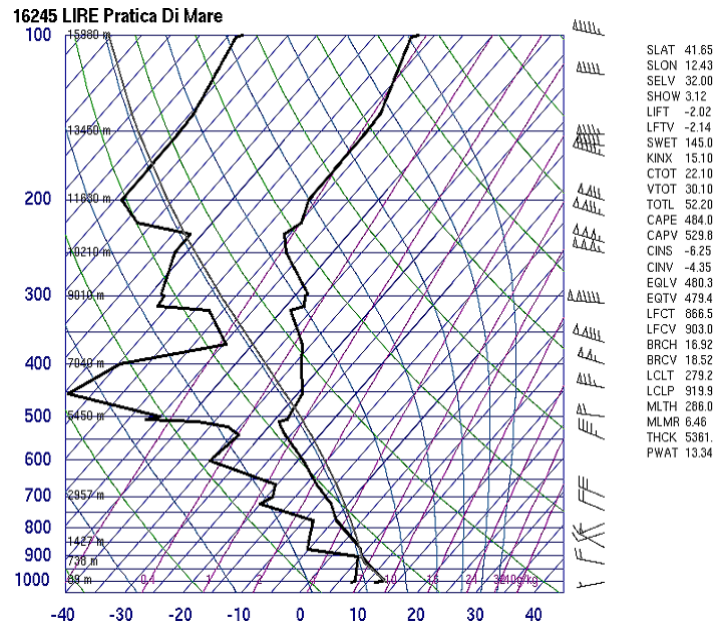 16245 LIRE Pratica Di Mare
100
15980 m
13450 m
200
11630 m
10210 m
300
9010 m
400
7040 m
500
5450 m
600
700
2957 m
800
1427 m
900
736 m
1000
0.4
1
2
4
7
10
16
24
32
40g/kg
-40
-30
-20
-10
0
10
20
30
40
SLAT 41.65
SLON 12.43
SELV 32.00
SHOW 3.12
LIFT -2.02
LFTV -2.14
SWET 145.0
KINX 15.10
CTOT 22.10
VTOT 30.10
TOTL 52.20
CAPE 484.0
CAPV 529.8
CINS -6.25
CINV -4.35
EQLV 480.3
EQTV 479.4
LFCT 866.5
LFCV 903.0
BRCH 16.92
BRCV 18.52
LCLT 279.2
LCLP 919.9
MLTH 286.0
MLMR 6.46
THCK 5361.
PWAT 13.34